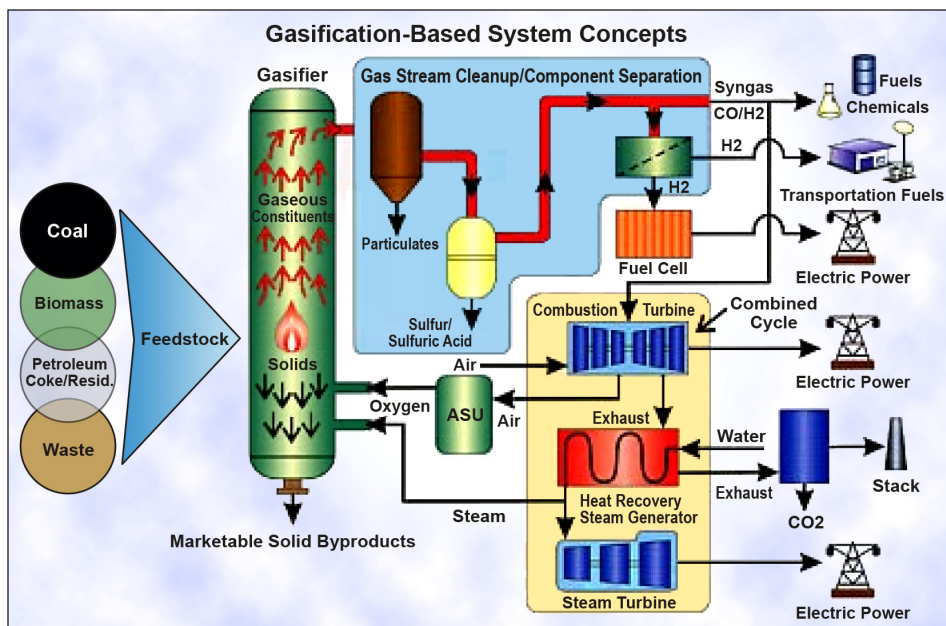 Gasification-Based System Concepts
Gasifier
Gas Stream Cleanup/Component Separation
Syngas
CO/H2
Fuels
Chemicals
H2
Transportation Fuels
Gaseous
Constituents
Particulates
H2
Fuel Cell
Electric Power
Coal
Biomass
Petroleum
Coke/Resid.
Waste
Feedstock
Solids
Sulfur/
Sulfuric Acid
Combustion
Turbine
Combined
Cycle
Air
Electric Power
Oxygen
ASU
Air
Exhaust
Water
Exhaust
Stack
CO2
Heat Recovery
Steam Generator
Steam
Marketable Solid Byproducts
Steam Turbine
Electric Power